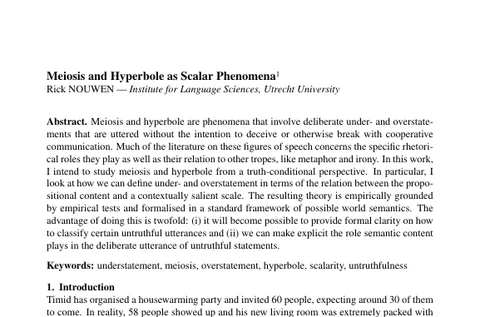 Meiosis and Hyperbole as Scalar Phenomena¹
Rick NOUWEN — Institute for Language Sciences, Utrecht University
Abstract. Meiosis and hyperbole are phenomena that involve deliberate under- and overstate-
ments that are uttered without the intention to deceive or otherwise break with cooperative
communication. Much of the literature on these figures of speech concerns the specific rhetori-
cal roles they play as well as their relation to other tropes, like metaphor and irony. In this work,
I intend to study meiosis and hyperbole from a truth-conditional perspective. In particular, I
look at how we can define under- and overstatement in terms of the relation between the propo-
sitional content and a contextually salient scale. The resulting theory is empirically grounded
by empirical tests and formalised in a standard framework of possible world semantics. The
advantage of doing this is twofold: (i) it will become possible to provide formal clarity on how
to classify certain untruthful utterances and (ii) we can make explicit the role semantic content
plays in the deliberate utterance of untruthful statements.
Keywords: understatement, meiosis, overstatement, hyperbole, scalarity, untruthfulness
1. Introduction
Timid has organised a housewarming party and invited 60 people, expecting around 30 of them
to come. In reality, 58 people showed up and his new living room was extremely packed with